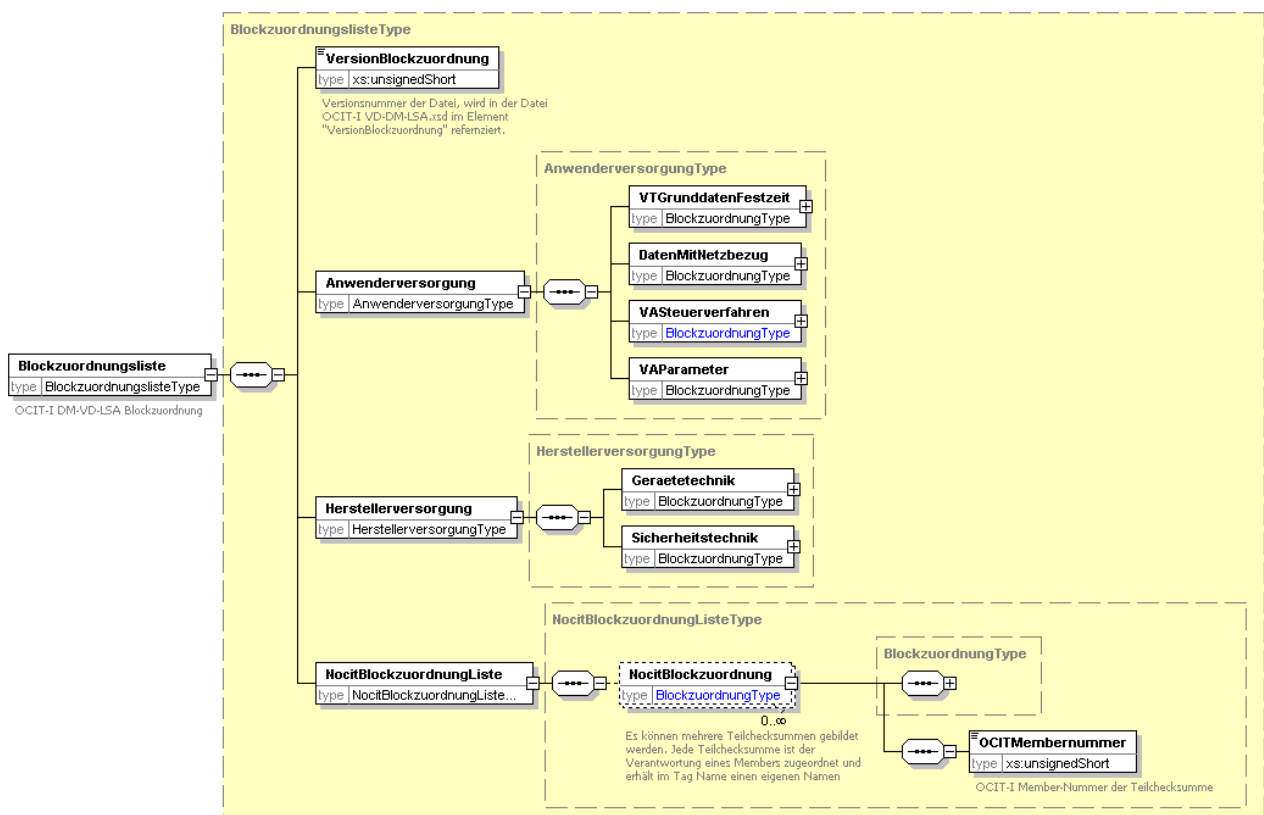 BlockzuordnungslisteType
VersionBlockzuordnung
type xs:unsignedShort
Versionsnummer der Datei, wird in der Datei
OCIT-I VD-DM-LSA.xsd im Element
"VersionBlockzuordnung" refernziert.
AnwenderversorgungType
VTGrunddatenFestzeit
type BlockzuordnungType
DatenMitNetzbezug
type BlockzuordnungType
Anwenderversorgung
type AnwenderversorgungType
VASteuerverfahren
type BlockzuordnungType
VAParameter
type BlockzuordnungType
Blockzuordnungsliste
type BlockzuordnungslisteType
OCIT-I DM-VD-LSA Blockzuordnung
HerstellerversorgungType
Geraetetechnik
type BlockzuordnungType
Herstellerversorgung
type HerstellerversorgungType
Sicherheitstechnik
type BlockzuordnungType
NocitBlockzuordnungListeType
BlockzuordnungType
NocitBlockzuordnungListe
type NocitBlockzuordnungListe...
NocitBlockzuordnung
type BlockzuordnungType
0..∞
Es können mehrere Teilchecksummen gebildet
werden. Jede Teilchecksumme ist der
Verantwortung eines Members zugeordnet und
erhält im Tag Name einen eigenen Namen
OCITMembernummer
type xs:unsignedShort
OCIT-I Member-Nummer der Teilchecksumme